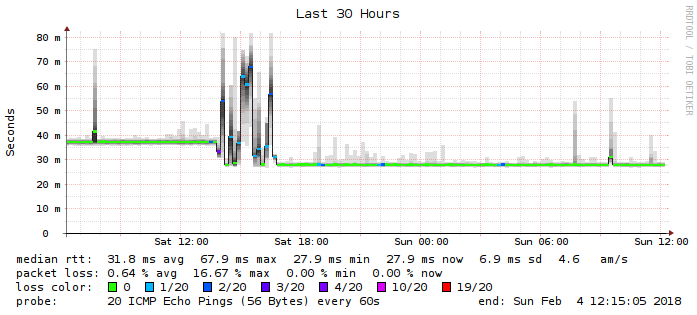 Last 30 Hours
RRDTOOL / TOBI OETIKER
Seconds
80 m
70 m
60 m
50 m
40 m
30 m
20 m
10 m
0
Sat 12:00 Sat 18:00 Sun 00:00 Sun 06:00 Sun 12:00
median rtt: 31.8 ms avg 67.9 ms max 27.9 ms min 27.9 ms now 6.9 ms sd 4.6 am/s
packet loss: 0.64 % avg 16.67 % max 0.00 % min 0.00 % now
loss color: 0 1/20 2/20 3/20 4/20 10/20 19/20
probe: 20 ICMP Echo Pings (56 Bytes) every 60s end: Sun Feb 4 12:15:05 2018